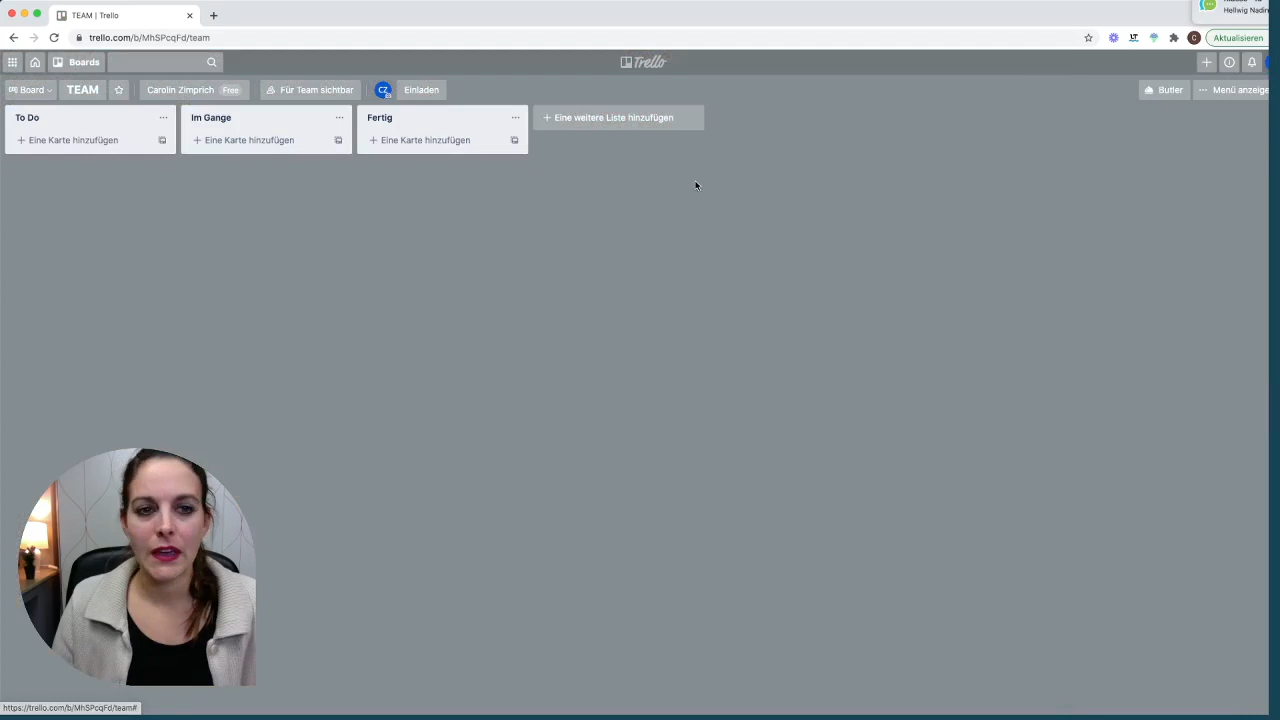 TEAM | Trello
Hellwig Nadin
trello.com/b/MhSPcqFd/team
Aktualisieren
Boards
Trello
Board
TEAM
Carolin Zimprich Free
Für Team sichtbar
CZ
Einladen
Butler
Menü anzeige
To Do
Eine Karte hinzufügen
Im Gange
Eine Karte hinzufügen
Fertig
Eine Karte hinzufügen
Eine weitere Liste hinzufügen
https://trello.com/b/MhSPcqFd/team#